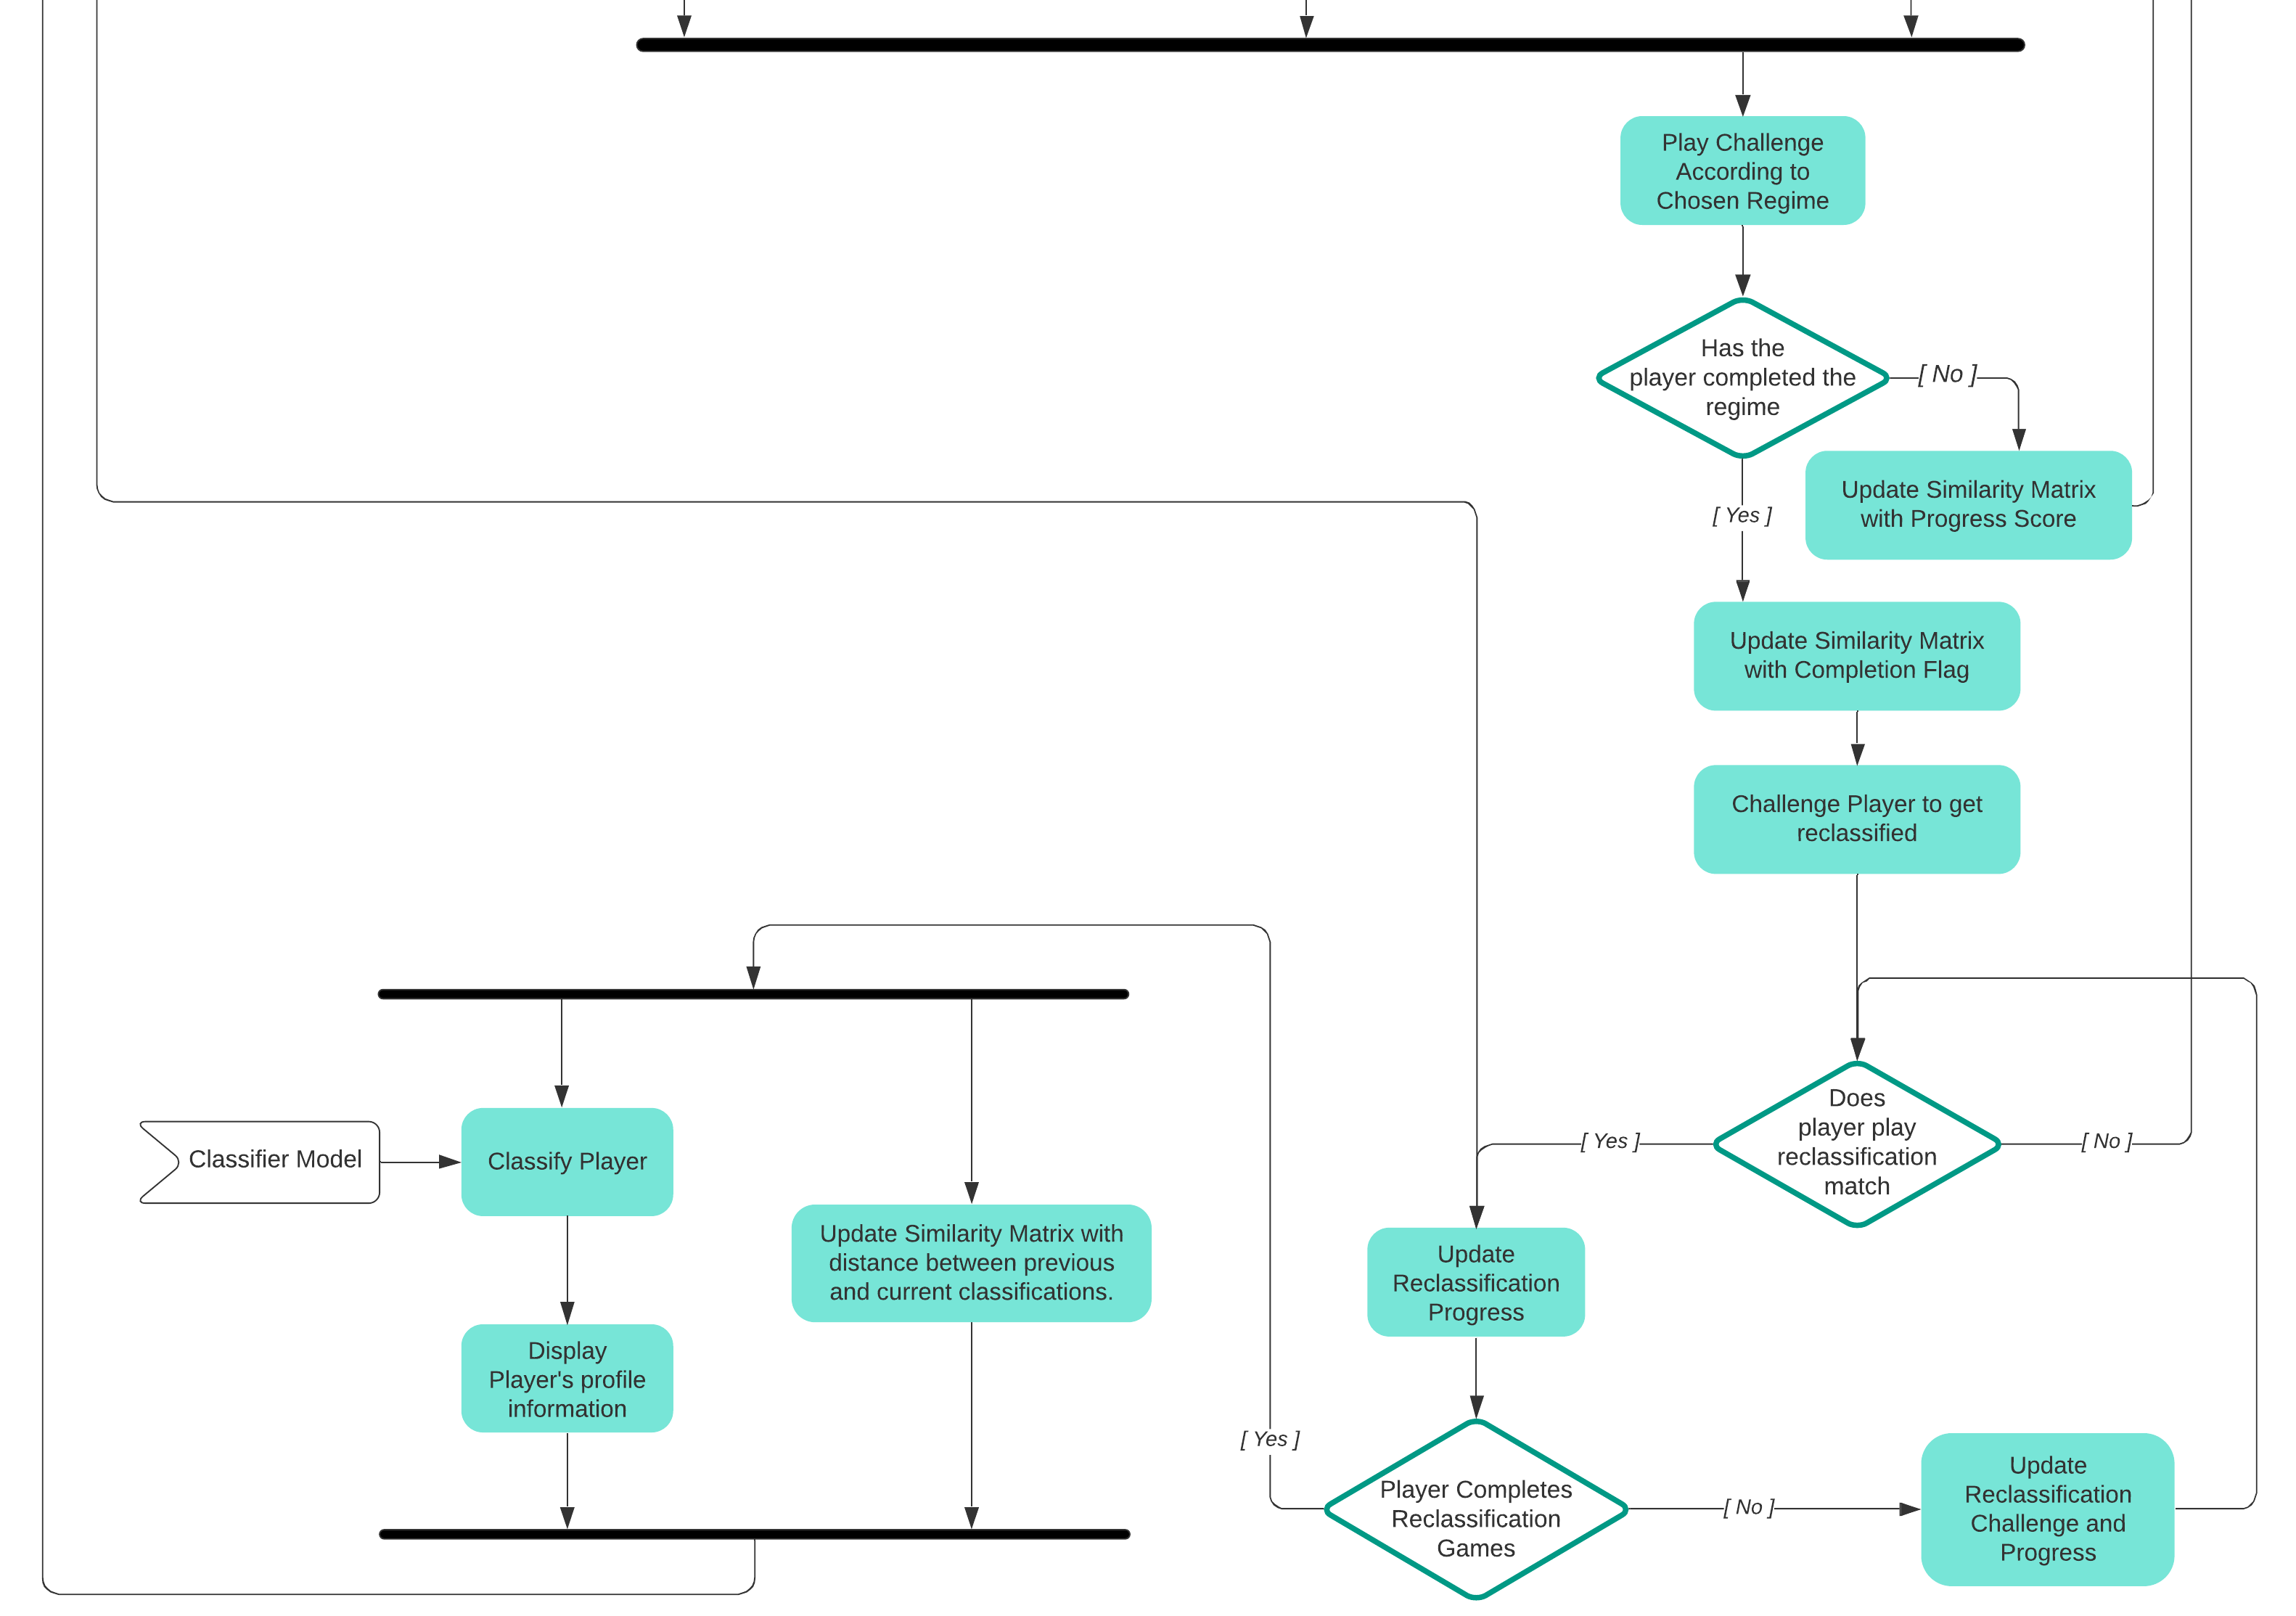 Play Challenge
According to
Chosen Regime
Has the
player completed the
regime
[ No ]
Update Similarity Matrix
with Progress Score
[ Yes ]
Update Similarity Matrix
with Completion Flag
Challenge Player to get
reclassified
Does
player play
reclassification
match
[ Yes ]
[ No ]
Classifier Model
Classify Player
Update Similarity Matrix with
distance between previous
and current classifications.
Update
Reclassification
Progress
Display
Player's profile
information
[ Yes ]
Player Completes
Reclassification
Games
[ No ]
Update
Reclassification
Challenge and
Progress